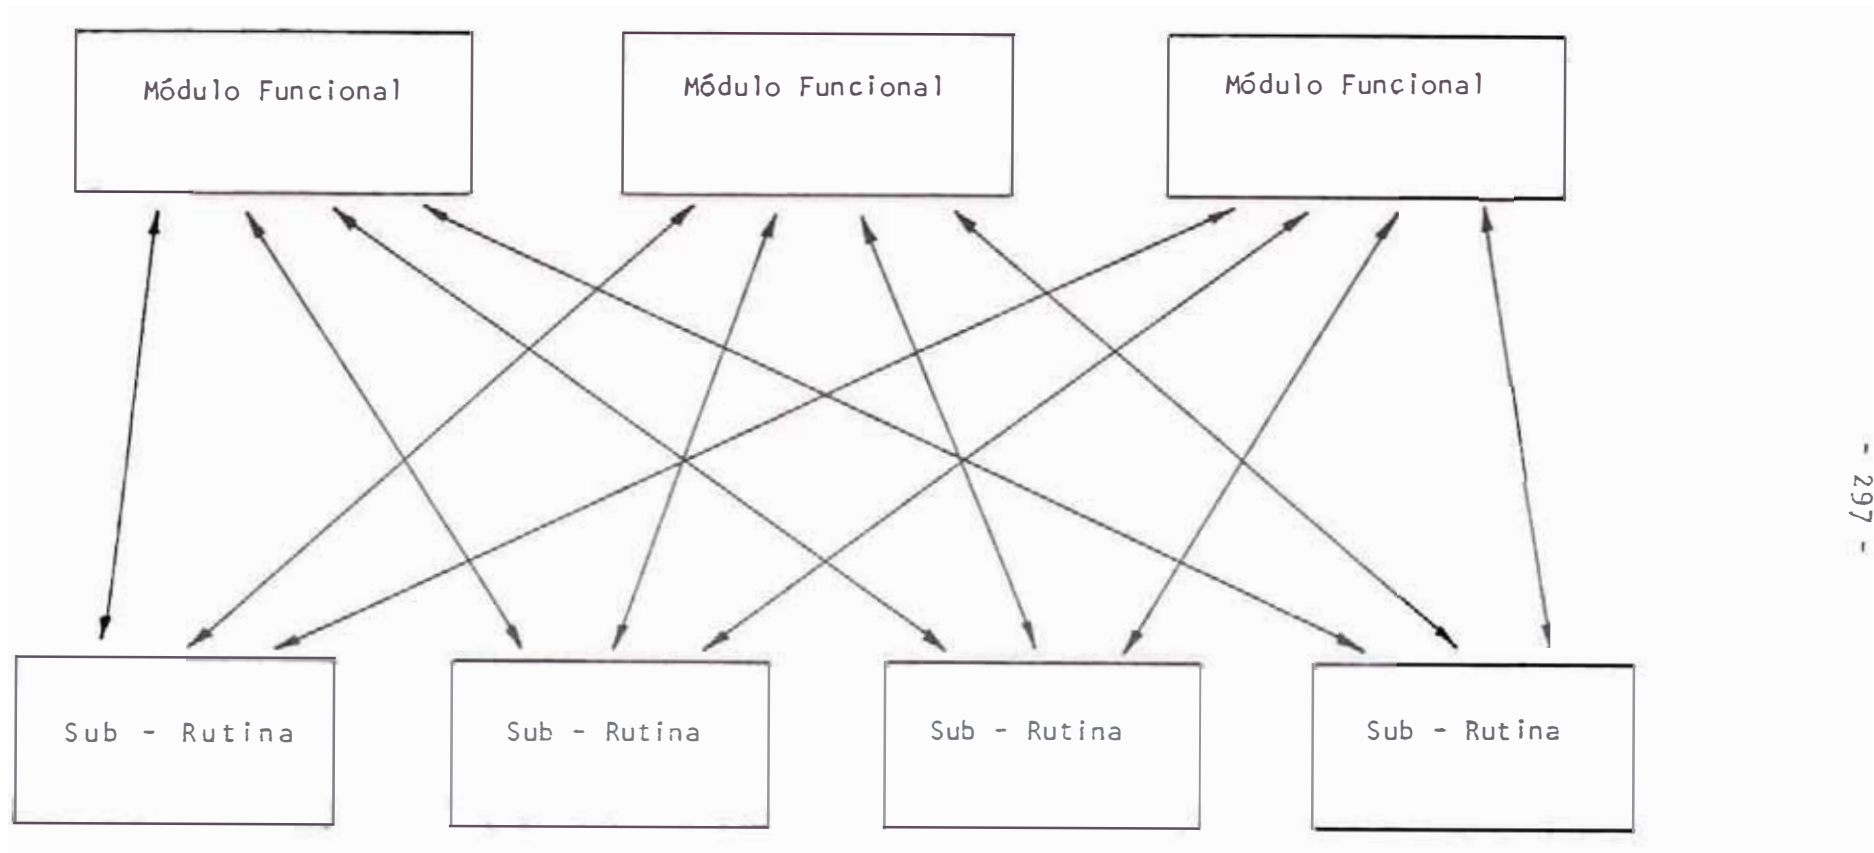 Módulo Funcional
Módulo Funcional
Módulo Funcional
Sub - Rutina
Sub - Rutina
Sub - Rutina
Sub - Rutina
- 297 -